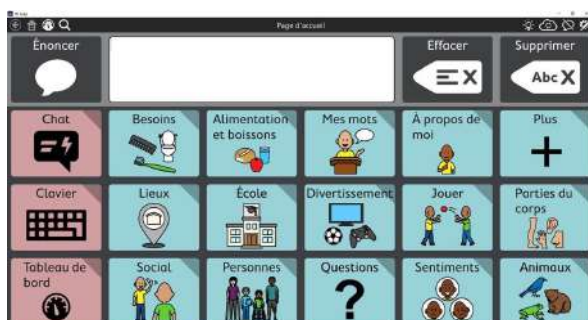 Page d'accueil
Énoncer
Effacer
Supprimer
Abc X
Chat
Besoins
Alimentation
et boissons
Mes mots
À propos de
moi
Plus
Clavier
Lieux
École
Divertissement
Jouer
Parties du
corps
Tableau de
bord
Social
Personnes
Questions
Sentiments
Animaux